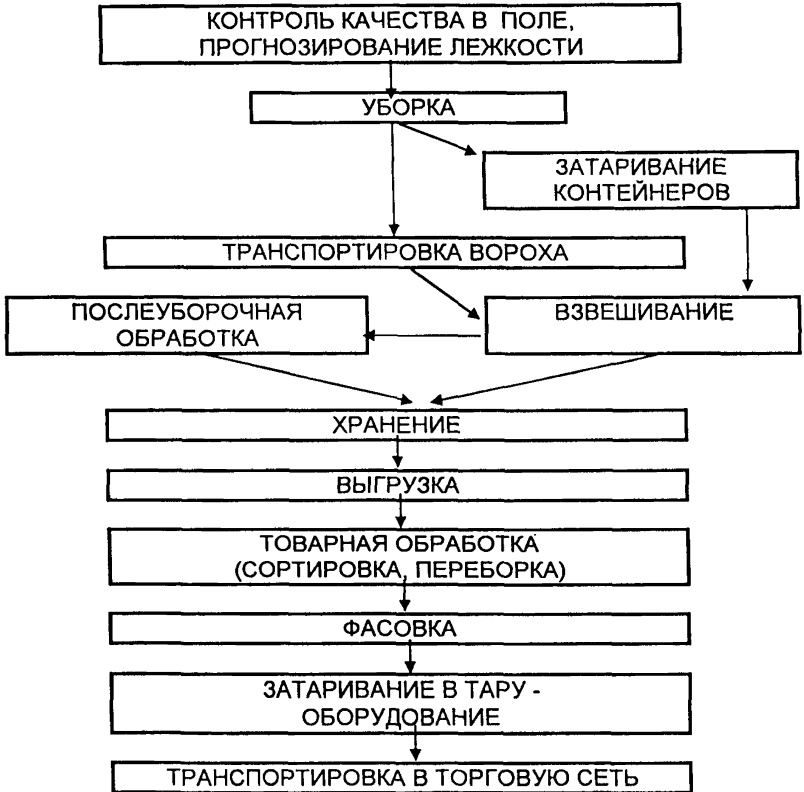 КОНТРОЛЬ КАЧЕСТВА В ПОЛЕ,
ПРОГНОЗИРОВАНИЕ ЛЕЖКОСТИ
УБОРКА
ЗАТАРИВАНИЕ
КОНТЕЙНЕРОВ
ТРАНСПОРТИРОВКА ВОРОХА
ПОСЛЕУБОРОЧНАЯ
ОБРАБОТКА
ВЗВЕШИВАНИЕ
ХРАНЕНИЕ
ВЫГРУЗКА
ТОВАРНАЯ ОБРАБОТКА
(СОРТИРОВКА, ПЕРЕБОРКА)
ФАСОВКА
ЗАТАРИВАНИЕ В ТАРУ -
ОБОРУДОВАНИЕ
ТРАНСПОРТИРОВКА В ТОРГОВУЮ СЕТЬ